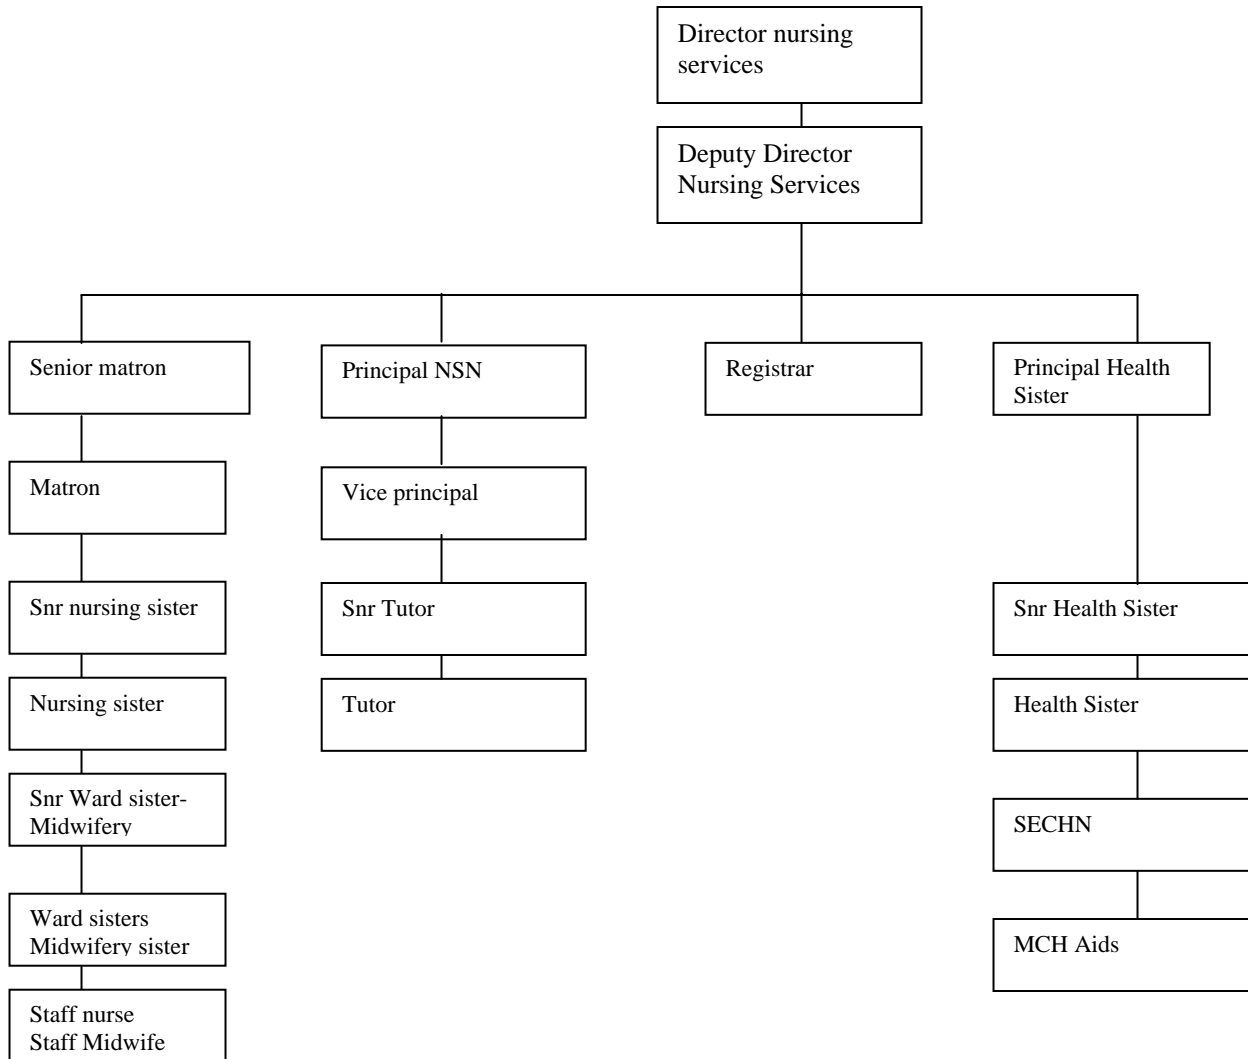 Director nursing
services
Deputy Director
Nursing Services
Senior matron
Principal NSN
Registrar
Principal Health
Sister
Matron
Vice principal
Snr nursing sister
Snr Tutor
Snr Health Sister
Nursing sister
Tutor
Health Sister
Snr Ward sister-
Midwifery
SECHN
Ward sisters
Midwifery sister
MCH Aids
Staff nurse
Staff Midwife